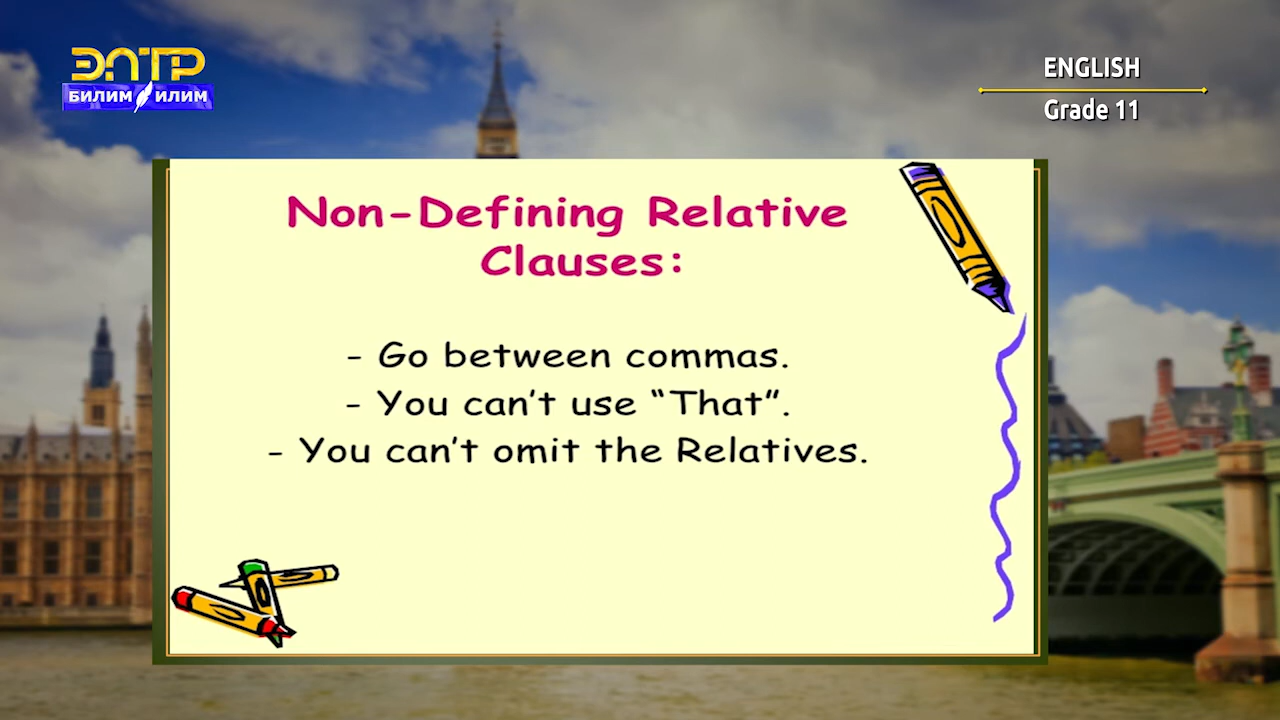 ЭЛТР
БИЛИМ ИЛИМ
ENGLISH
Grade 11
Non-Defining Relative
Clauses:
- Go between commas.
- You can't use “That”.
- You can't omit the Relatives.